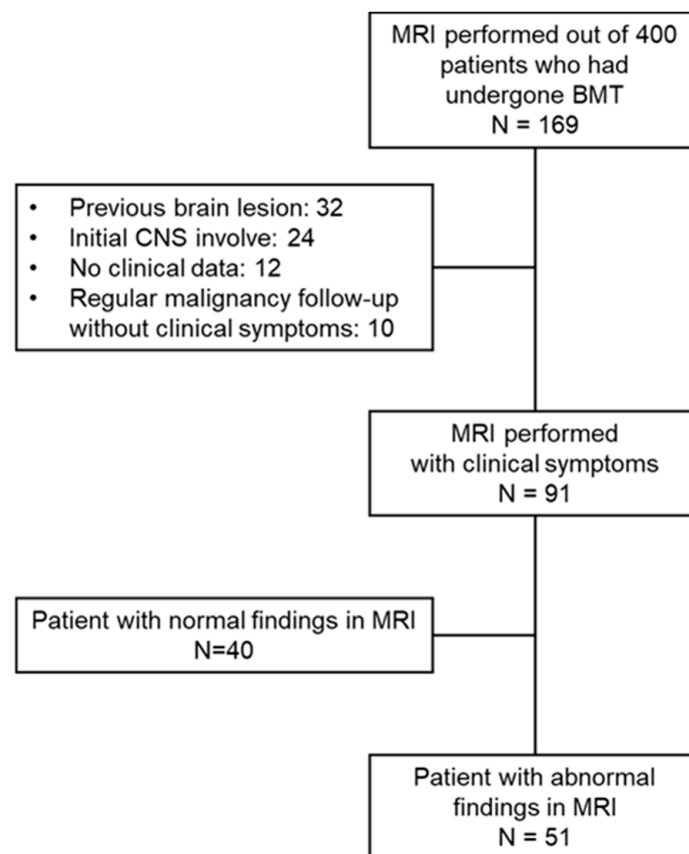 MRI performed out of 400
patients who had
undergone BMT
N = 169
• Previous brain lesion: 32
• Initial CNS involve: 24
• No clinical data: 12
• Regular malignancy follow-up
without clinical symptoms: 10
MRI performed
with clinical symptoms
N = 91
Patient with normal findings in MRI
N=40
Patient with abnormal
findings in MRI
N = 51